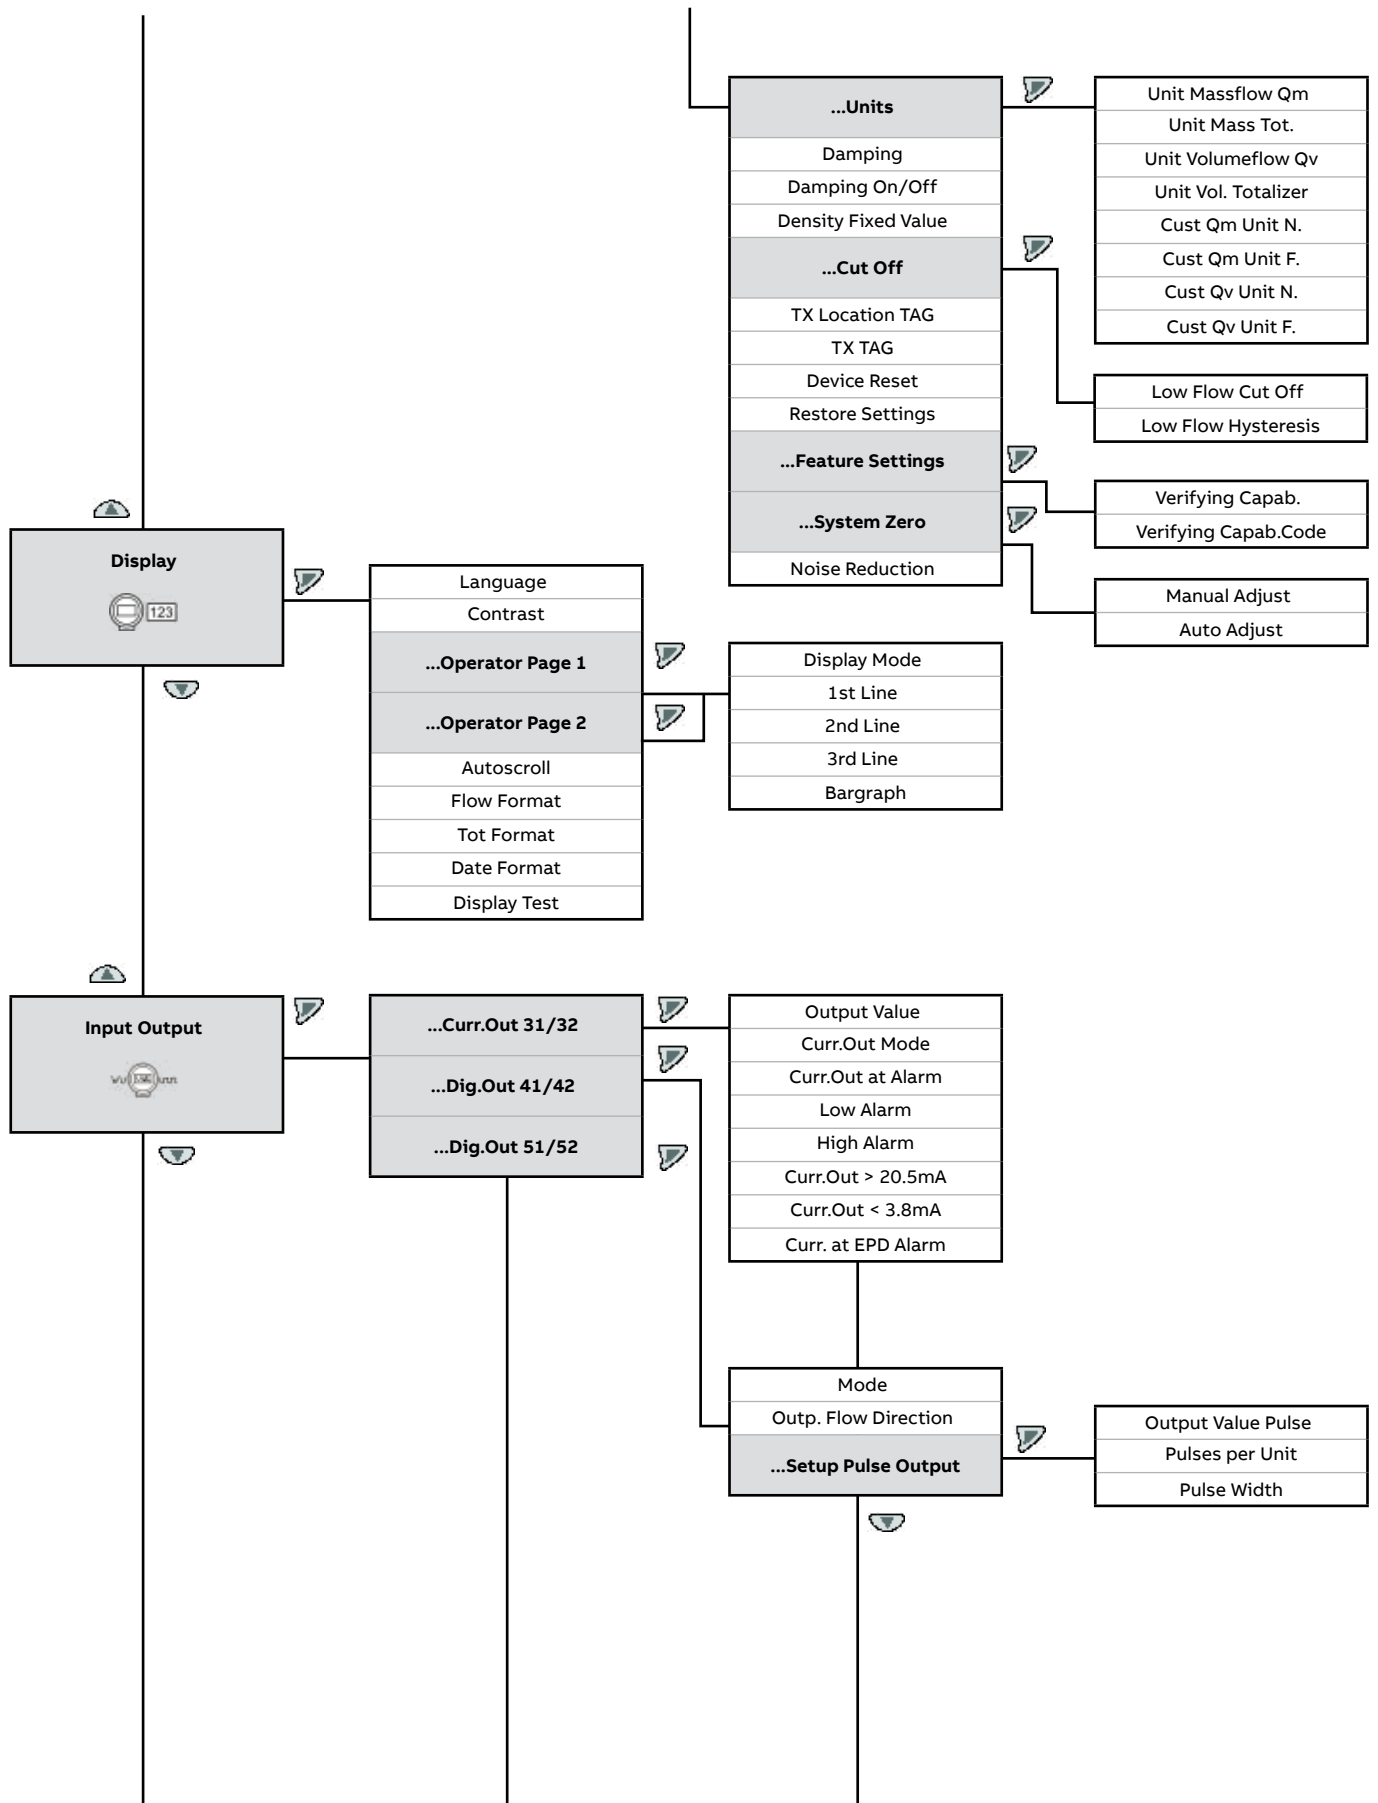 ...Units
Damping
Damping On/Off
Density Fixed Value
...Cut Off
TX Location TAG
TX TAG
Device Reset
Restore Settings
...Feature Settings
...System Zero
Noise Reduction
Unit Massflow Qm
Unit Mass Tot.
Unit Volumeflow Qv
Unit Vol. Totalizer
Cust Qm Unit N.
Cust Qm Unit F.
Cust Qv Unit N.
Cust Qv Unit F.
Low Flow Cut Off
Low Flow Hysteresis
Verifying Capab.
Verifying Capab.Code
Manual Adjust
Auto Adjust
Display
123
Language
Contrast
...Operator Page 1
...Operator Page 2
Autoscroll
Flow Format
Tot Format
Date Format
Display Test
Display Mode
1st Line
2nd Line
3rd Line
Bargraph
Input Output
...Curr.Out 31/32
...Dig.Out 41/42
...Dig.Out 51/52
Output Value
Curr.Out Mode
Curr.Out at Alarm
Low Alarm
High Alarm
Curr.Out > 20.5mA
Curr.Out < 3.8mA
Curr. at EPD Alarm
Mode
Outp. Flow Direction
...Setup Pulse Output
Output Value Pulse
Pulses per Unit
Pulse Width